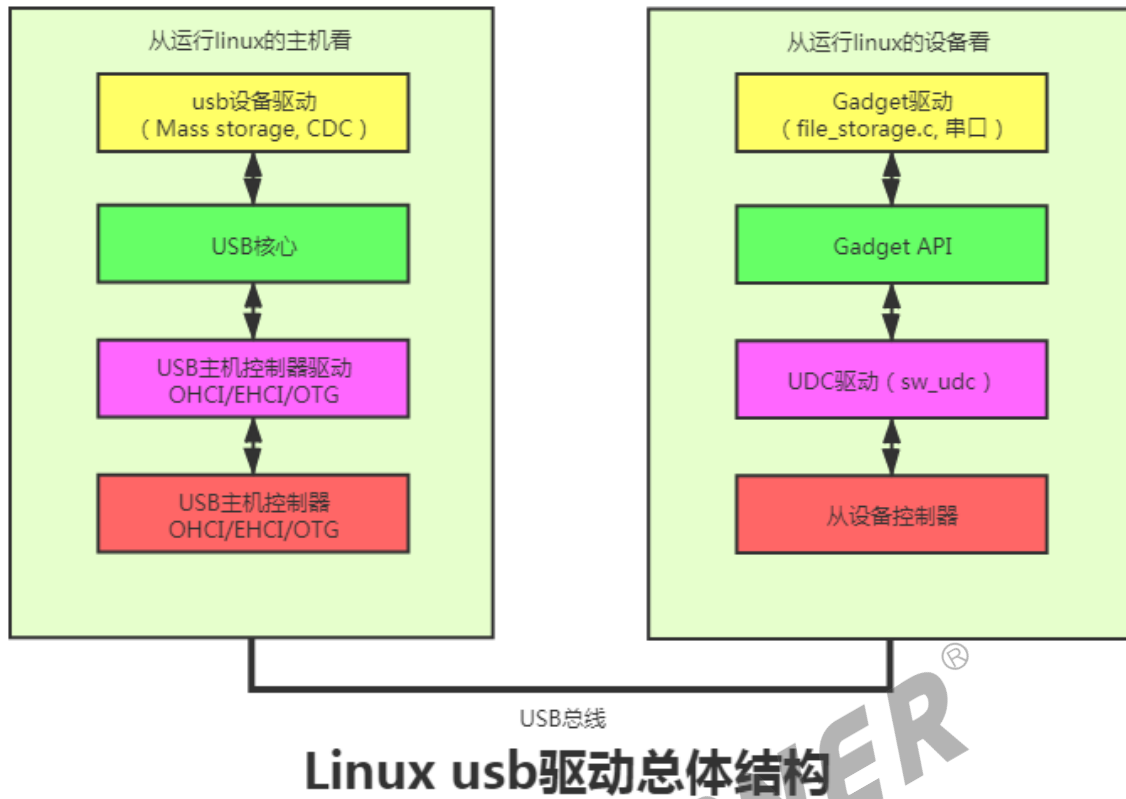 从运行linux的主机看
usb设备驱动
（Mass storage, CDC）
USB核心
USB主机控制器驱动
OHCI/EHCI/OTG
USB主机控制器
OHCI/EHCI/OTG
从运行linux的设备看
Gadget驱动
（file_storage.c, 串口）
Gadget API
UDC驱动（sw_udc）
从设备控制器
USB总线
Linux usb驱动总体结构
NER®